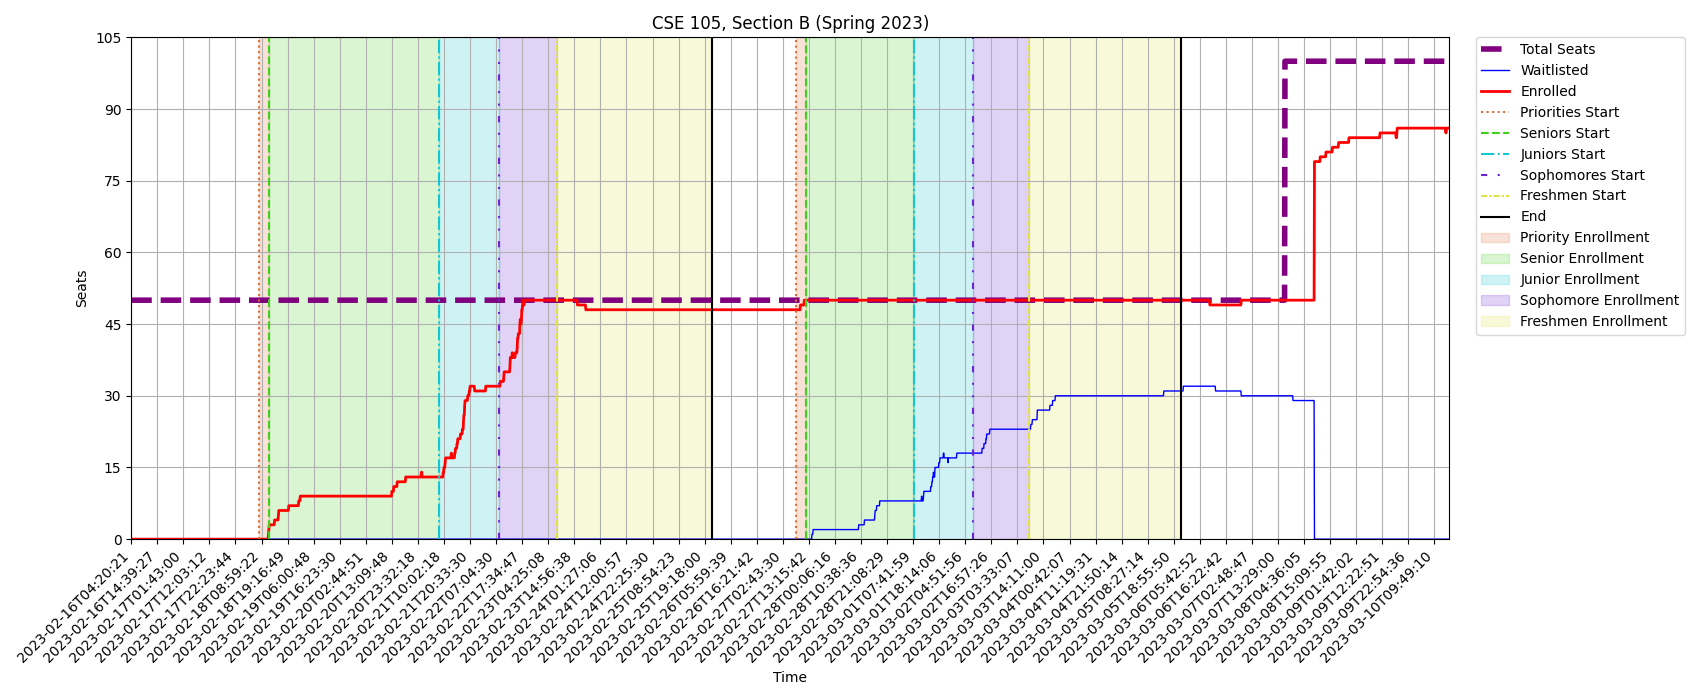 CSE 105, Section B (Spring 2023)
105
90
75
60
45
30
15
0
Seats
2023-02-16T04:20:21
2023-02-16T14:39:27
2023-02-17T01:43:00
2023-02-17T12:03:12
2023-02-17T22:23:44
2023-02-18T08:59:22
2023-02-18T19:16:49
2023-02-19T06:00:48
2023-02-19T16:23:30
2023-02-20T02:44:51
2023-02-20T13:09:48
2023-02-20T23:32:18
2023-02-21T10:02:18
2023-02-21T20:33:30
2023-02-22T07:04:30
2023-02-22T17:34:47
2023-02-23T04:25:08
2023-02-23T14:56:38
2023-02-24T01:27:06
2023-02-24T12:00:57
2023-02-24T22:25:30
2023-02-25T08:54:23
2023-02-25T19:18:00
2023-02-26T05:59:39
2023-02-26T16:21:42
2023-02-27T02:43:30
2023-02-27T13:15:42
2023-02-28T00:06:16
2023-02-28T10:38:36
2023-02-28T21:08:29
2023-03-01T07:41:59
2023-03-01T18:14:06
2023-03-02T04:51:56
2023-03-02T16:57:26
2023-03-03T03:33:07
2023-03-03T14:11:00
2023-03-04T00:42:07
2023-03-04T11:19:31
2023-03-04T21:50:14
2023-03-05T08:27:14
2023-03-05T18:55:50
2023-03-06T05:42:52
2023-03-06T16:22:42
2023-03-07T02:48:47
2023-03-07T13:29:00
2023-03-08T04:36:05
2023-03-08T15:09:55
2023-03-09T01:42:02
2023-03-09T12:22:51
2023-03-09T22:54:36
2023-03-10T09:49:10
Time
Total Seats
Waitlisted
Enrolled
Priorities Start
Seniors Start
Juniors Start
Sophomores Start
Freshmen Start
End
Priority Enrollment
Senior Enrollment
Junior Enrollment
Sophomore Enrollment
Freshmen Enrollment